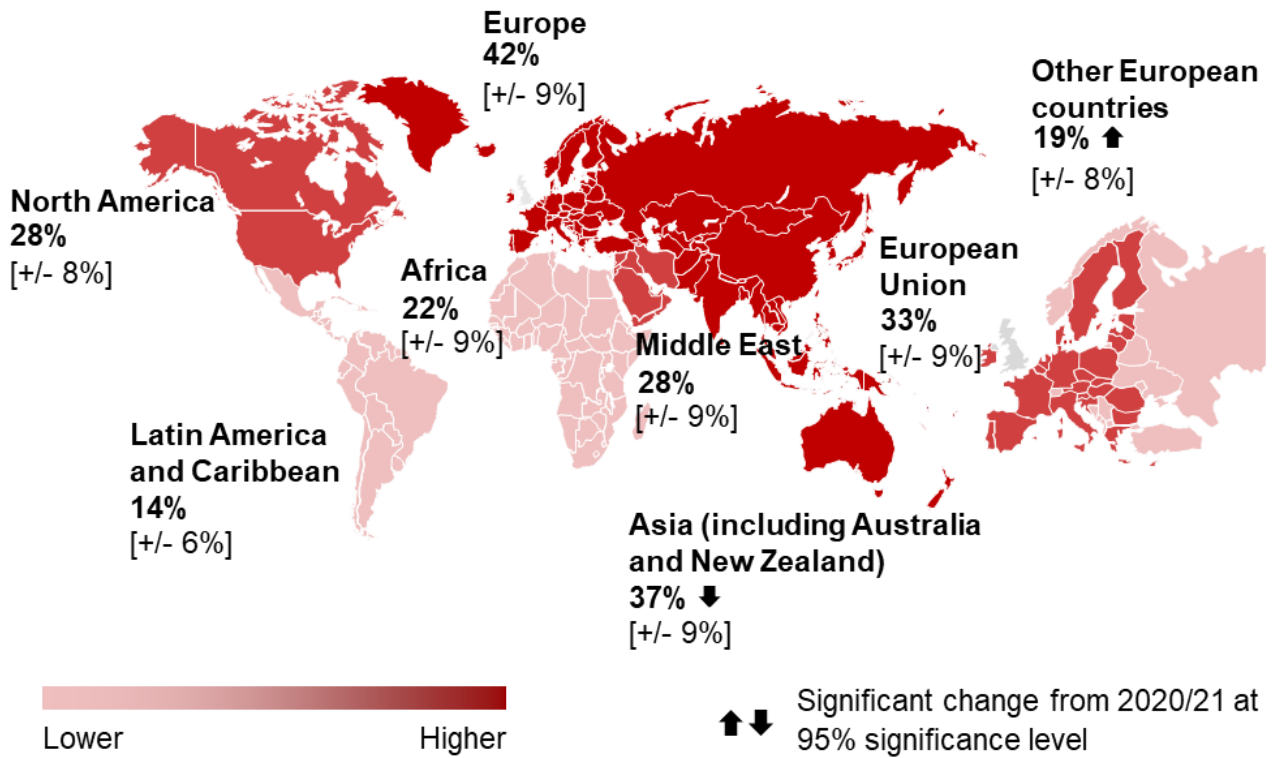 Europe
42%
[+/- 9%]
Other European
countries
19%
[+/- 8%]
North America
28%
[+/- 8%]
Africa
22%
[+/- 9%]
European
Union
33%
[+/- 9%]
Middle East
28%
[+/- 9%]
Latin America
and Caribbean
14%
[+/- 6%]
Asia (including Australia
and New Zealand)
37%
[+/- 9%]
Lower
Higher
Significant change from 2020/21 at
95% significance level